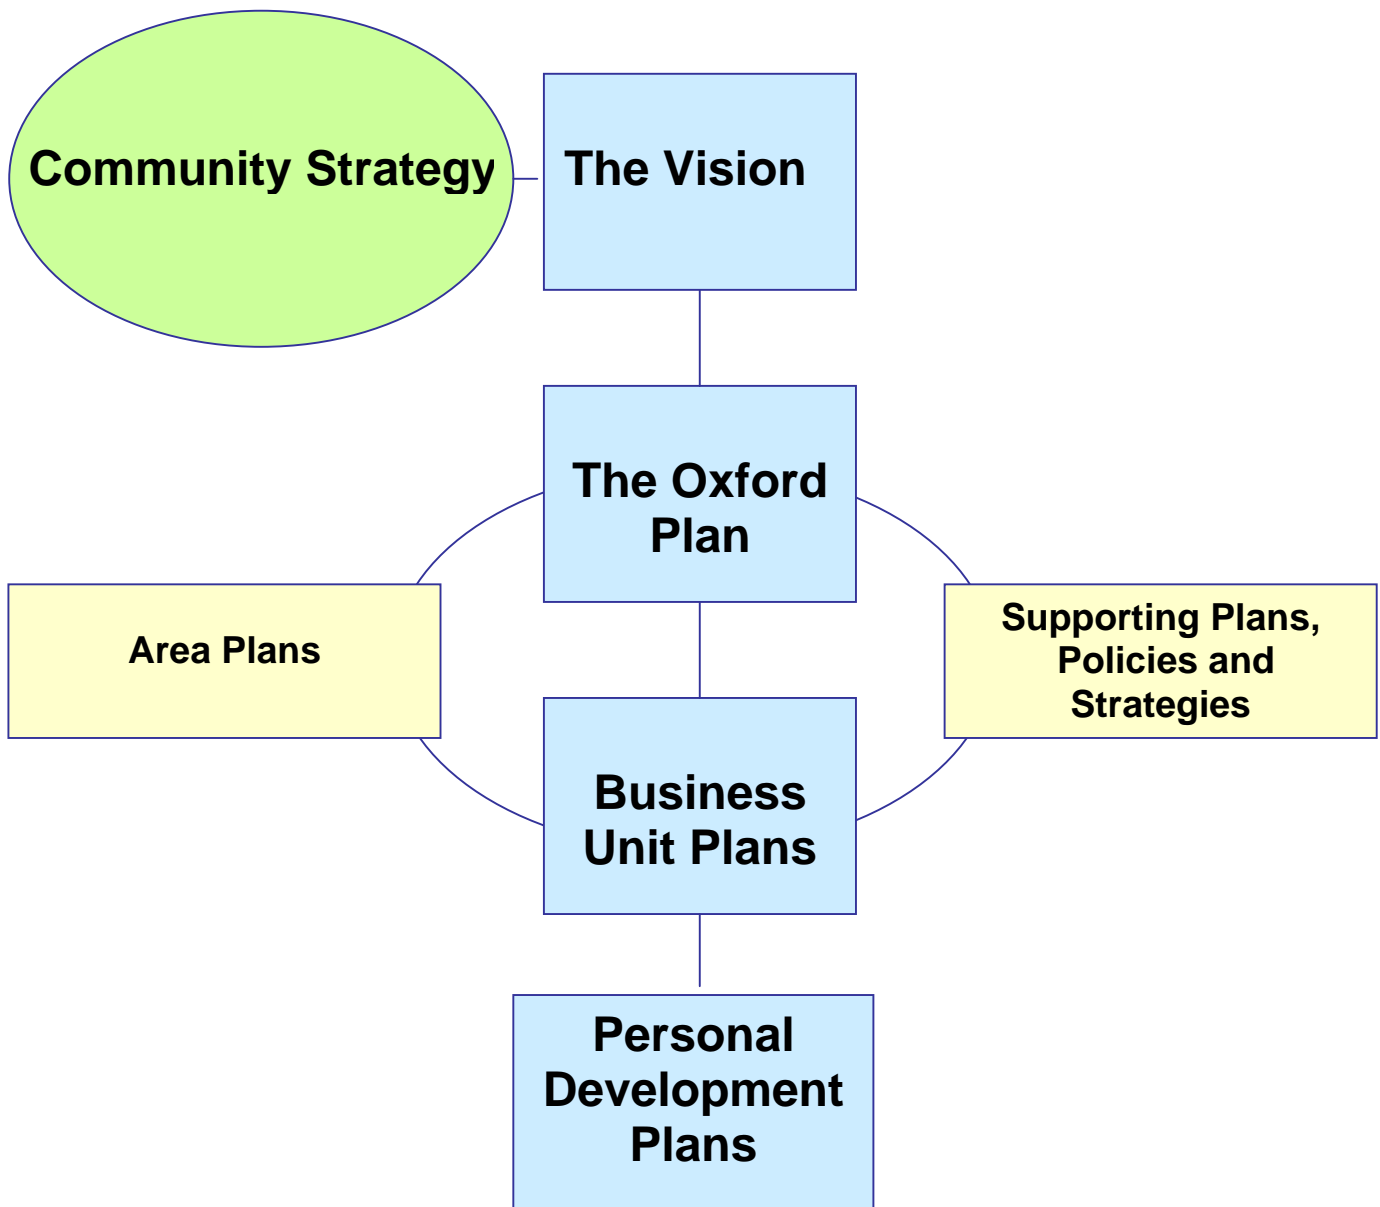 Community Strategy
The Vision
The Oxford
Plan
Area Plans
Supporting Plans,
Policies and
Strategies
Business
Unit Plans
Personal
Development
Plans